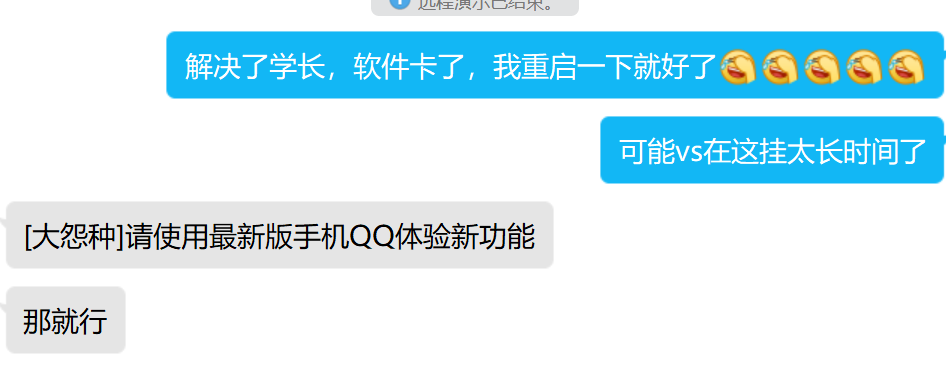 远程演示已结束。
解决了学长，软件卡了，我重启一下就好了
可能vs在这挂太长时间了
[大怨种]请使用最新版手机QQ体验新功能
那就行